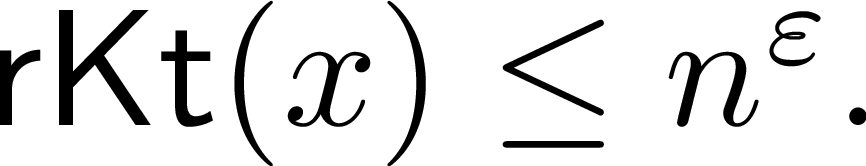 rKt(x) ≤ n^ε.